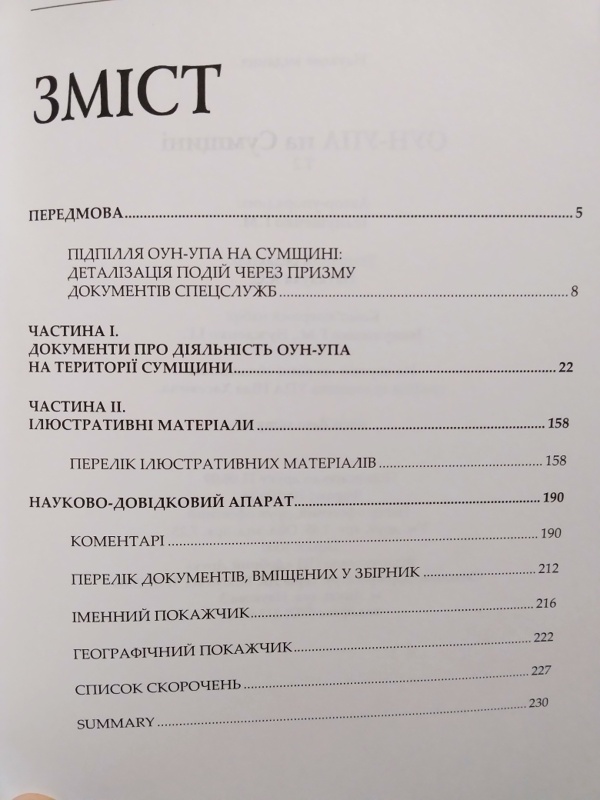 ЗМІСТ
ПЕРЕДМОВА 5
ПІДПІЛЛЯ ОУН-УПА НА СУМЩИНІ:
ДЕТАЛІЗАЦІЯ ПОДІЙ ЧЕРЕЗ ПРИЗМУ
ДОКУМЕНТІВ СПЕЦСЛУЖБ 8
ЧАСТИНА І.
ДОКУМЕНТИ ПРО ДІЯЛЬНІСТЬ ОУН-УПА
НА ТЕРИТОРІЇ СУМЩИНИ 22
ЧАСТИНА ІІ.
ІЛЮСТРАТИВНІ МАТЕРІАЛИ 158
ПЕРЕЛІК ІЛЮСТРАТИВНИХ МАТЕРІАЛІВ 158
НАУКОВО-ДОВІДКОВИЙ АПАРАТ 190
КОМЕНТАРІ 190
ПЕРЕЛІК ДОКУМЕНТІВ, ВМІЩЕНИХ У ЗБІРНИК 212
ІМЕННИЙ ПОКАЖЧИК 216
ГЕОГРАФІЧНИЙ ПОКАЖЧИК 222
СПИСОК СКОРОЧЕНЬ 227
SUMMARY 230